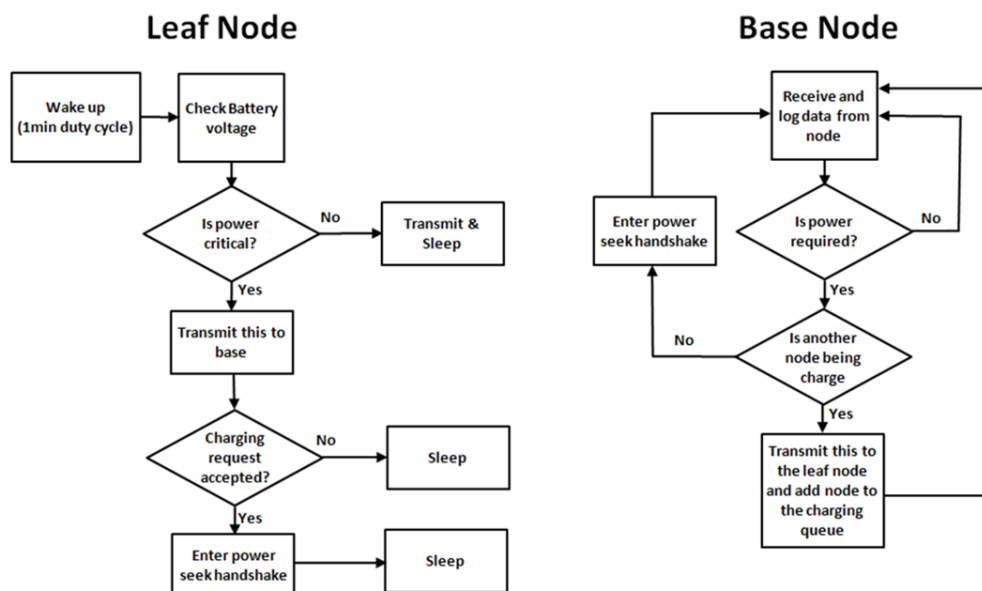 Leaf Node
Wake up
(1min duty cycle)
Check Battery
voltage
Is power
critical?
No
Transmit &
Sleep
Yes
Transmit this to
base
Charging
request
accepted?
No
Sleep
Yes
Enter power
seek handshake
Sleep
Base Node
Receive and
log data from
node
Is power
required?
No
Yes
Is another
node being
charge
No
Enter power
seek handshake
Yes
Transmit this to
the leaf node
and add node to
the charging
queue